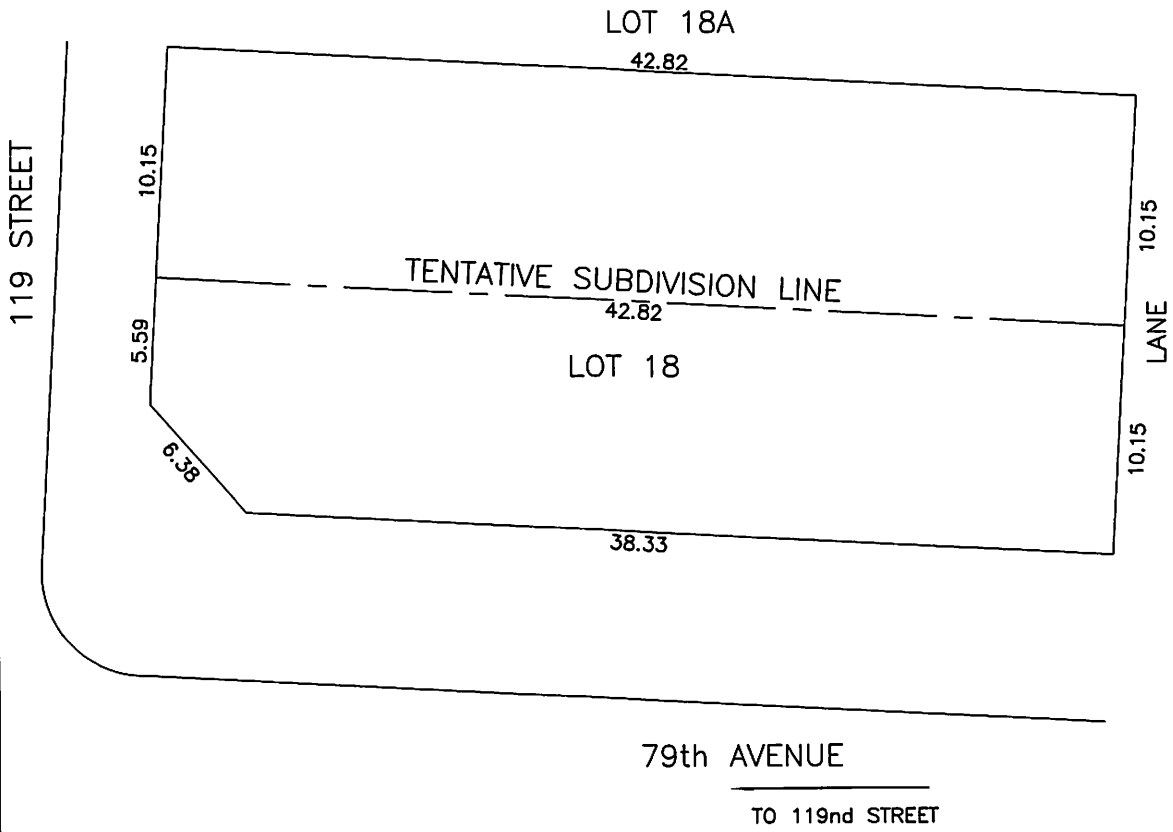 LOT 18A
42.82
119 STREET
10.15
10.15
TENTATIVE SUBDIVISION LINE
42.82
LANE
5.59
LOT 18
10.15
6.38
38.33
79th AVENUE
TO 119nd STREET